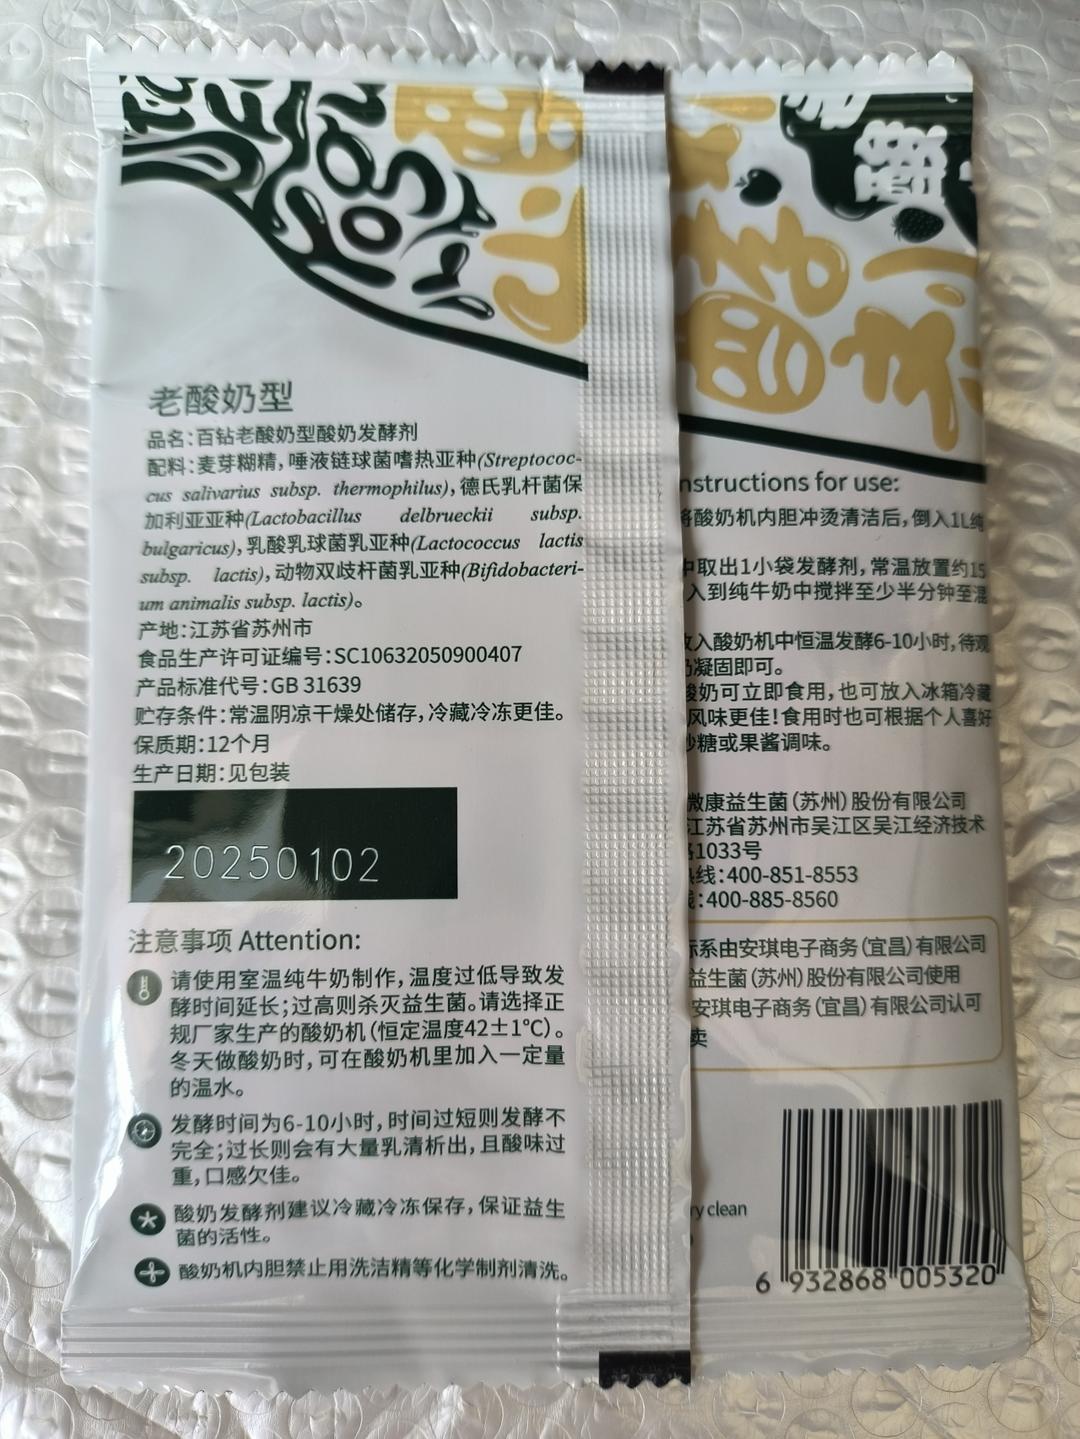 老酸奶型
品名：百钻老酸奶型酸奶发酵剂
配料：麦芽糊精，唾液链球菌嗜热亚种(Streptococ-
cus salivarius subsp. thermophilus)，德氏乳杆菌保
加利亚亚种(Lactobacillus delbrueckii subsp.
bulgaricus)，乳酸乳球菌乳亚种(Lactococcus lactis
subsp. lactis)，动物双歧杆菌乳亚种(Bifidobacteri-
um animalis subsp. lactis)。
产地：江苏省苏州市
食品生产许可证编号：SC10632050900407
产品标准代号：GB 31639
贮存条件：常温阴凉干燥处储存，冷藏冷冻更佳。
保质期：12个月
生产日期：见包装
20250102
注意事项 Attention:
请使用室温纯牛奶制作，温度过低导致发
酵时间延长；过高则杀灭益生菌。请选择正
规厂家生产的酸奶机（恒定温度42±1℃）。
冬天做酸奶时，可在酸奶机里加入一定量
的温水。
发酵时间为6-10小时，时间过短则发酵不
完全；过长则会有大量乳清析出，且酸味过
重，口感欠佳。
酸奶发酵剂建议冷藏冷冻保存，保证益生
菌的活性。
酸奶机内胆禁止用洗洁精等化学制剂清洗。
nstructions for use:
将酸奶机内胆冲烫清洁后，倒入1L纯
中取出1小袋发酵剂，常温放置约15
入到纯牛奶中搅拌至少半分钟至混
放入酸奶机中恒温发酵6-10小时，待观
奶凝固即可。
酸奶可立即食用，也可放入冰箱冷藏
风味更佳！食用时也可根据个人喜好
砂糖或果酱调味。
微康益生菌（苏州）股份有限公司
江苏省苏州市吴江区吴江经济技术
路1033号
热线：400-851-8553
线：400-885-8560
标系由安琪电子商务（宜昌）有限公司
益生菌（苏州）股份有限公司使用
安琪电子商务（宜昌）有限公司认可
卖
ry clean
6 932868 005320